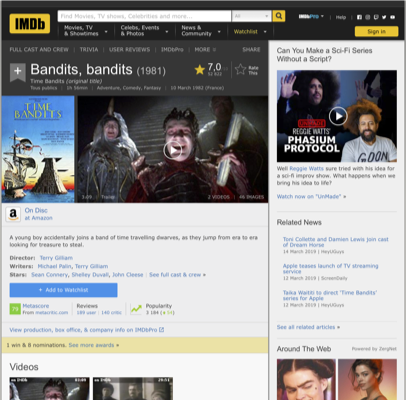 IMDb
Find Movies, TV shows, Celebrities and more...
All
IMDbPro
Help
Movies, TV
& Showtimes
Celebs, Events
& Photos
News &
Community
Watchlist
Sign in
FULL CAST AND CREW | TRIVIA | USER REVIEWS | IMDbPro | MORE
SHARE
Bandits, bandits (1981)
Time Bandits (original title)
Tous publics | 1h 56min | Adventure, Comedy, Fantasy | 10 March 1982 (France)
7,0
Rate
This
TIME
BANDITS
Trailer
2 VIDEOS | 46 IMAGES
On Disc
at Amazon
A young boy accidentally joins a band of time travelling dwarves, as they jump from era to era
looking for treasure to steal.
Director: Terry Gilliam
Writers: Michael Palin, Terry Gilliam
Stars: Sean Connery, Shelley Duvall, John Cleese | See full cast & crew »
+ Add to Watchlist
Metascore
From metacritic.com
Reviews
189 user | 140 critic
Popularity
View production, box office, & company info on IMDbPro
1 win & 8 nominations. See more awards »
Videos
Can You Make a Sci-Fi Series
Without a Script?
REGGIE WATTS'
PHASIUM
PROTOCOL
Well Reggie Watts sure tried with his idea for
a sci-fi improv show. What happens when we
bring his idea to life?
Watch now on "UnMade" »
Related News
Toni Collette and Damien Lewis join cast
of Dream Horse
14 March 2019 | HeyUGuys
Apple teases launch of TV streaming
service
12 March 2019 | ScreenDaily
Taika Waititi to direct 'Time Bandits'
series for Apple
12 March 2019 | HeyUGuys
See all related articles »
Around The Web
Powered by ZergNet